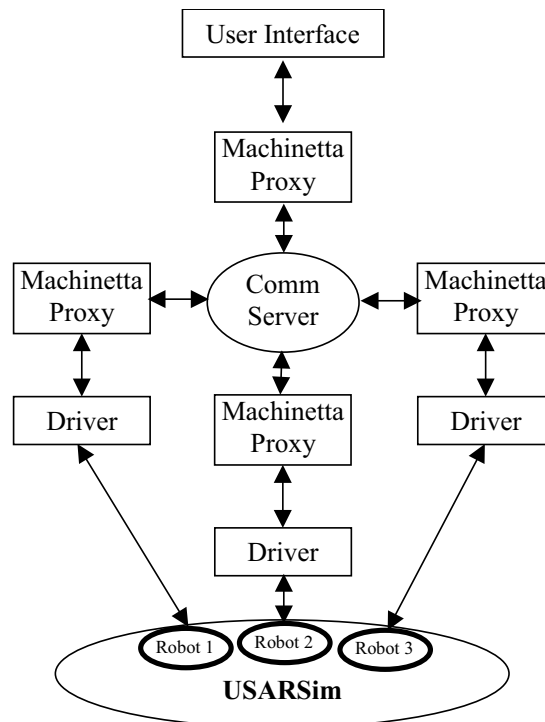 User Interface
Machinetta
Proxy
Comm
Server
Machinetta
Proxy
Machinetta
Proxy
Driver
Machinetta
Proxy
Driver
Driver
Robot 1
Robot 2
Robot 3
USARSim